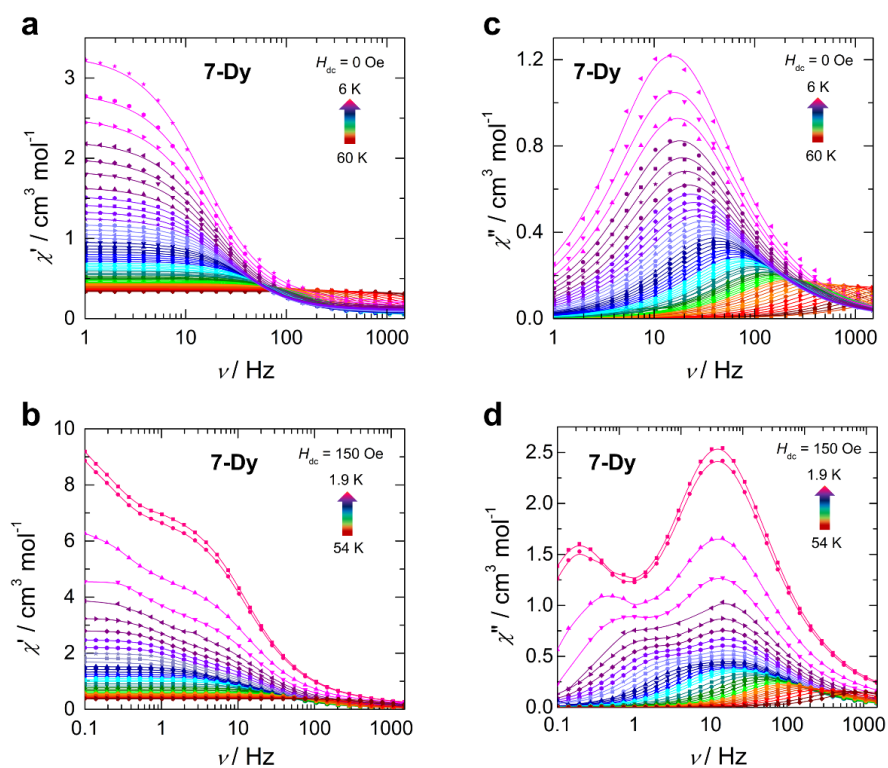 a
7-Dy
H_dc = 0 Oe
6 K
60 K
χ' / cm³ mol⁻¹
3
2
1
0
1 10 100 1000
ν / Hz
c
7-Dy
H_dc = 0 Oe
6 K
60 K
χ" / cm³ mol⁻¹
1.2
0.8
0.4
0.0
1 10 100 1000
ν / Hz
b
7-Dy
H_dc = 150 Oe
1.9 K
54 K
χ' / cm³ mol⁻¹
10
8
6
4
2
0
0.1 1 10 100 1000
ν / Hz
d
7-Dy
H_dc = 150 Oe
1.9 K
54 K
χ" / cm³ mol⁻¹
2.5
2.0
1.5
1.0
0.5
0.0
0.1 1 10 100 1000
ν / Hz